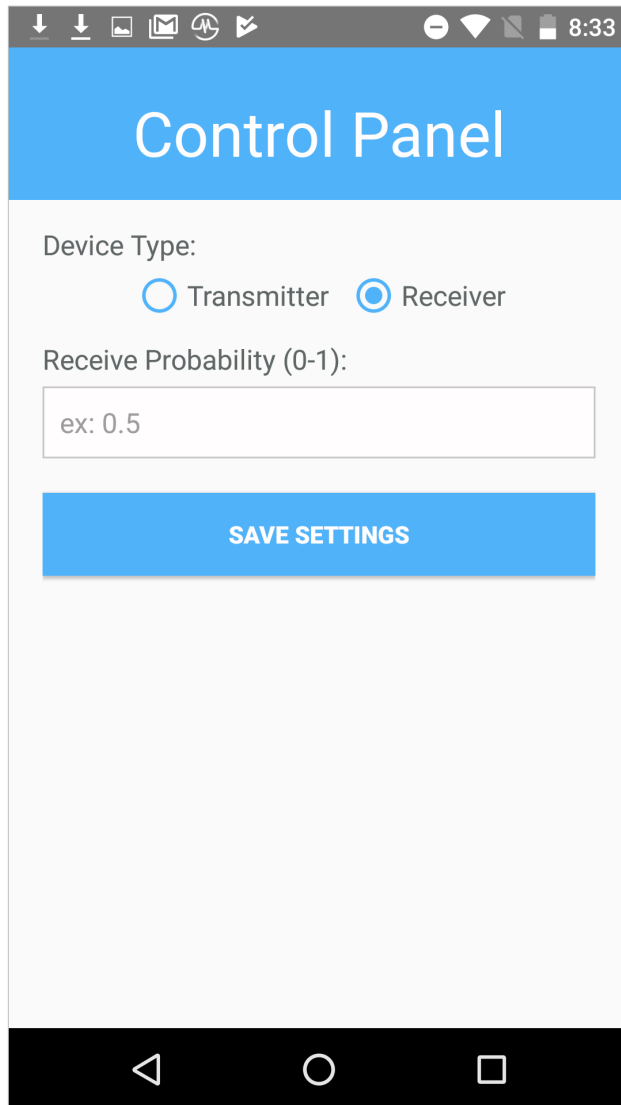 8:33
Control Panel
Device Type:
Transmitter Receiver
Receive Probability (0-1):
ex: 0.5
SAVE SETTINGS